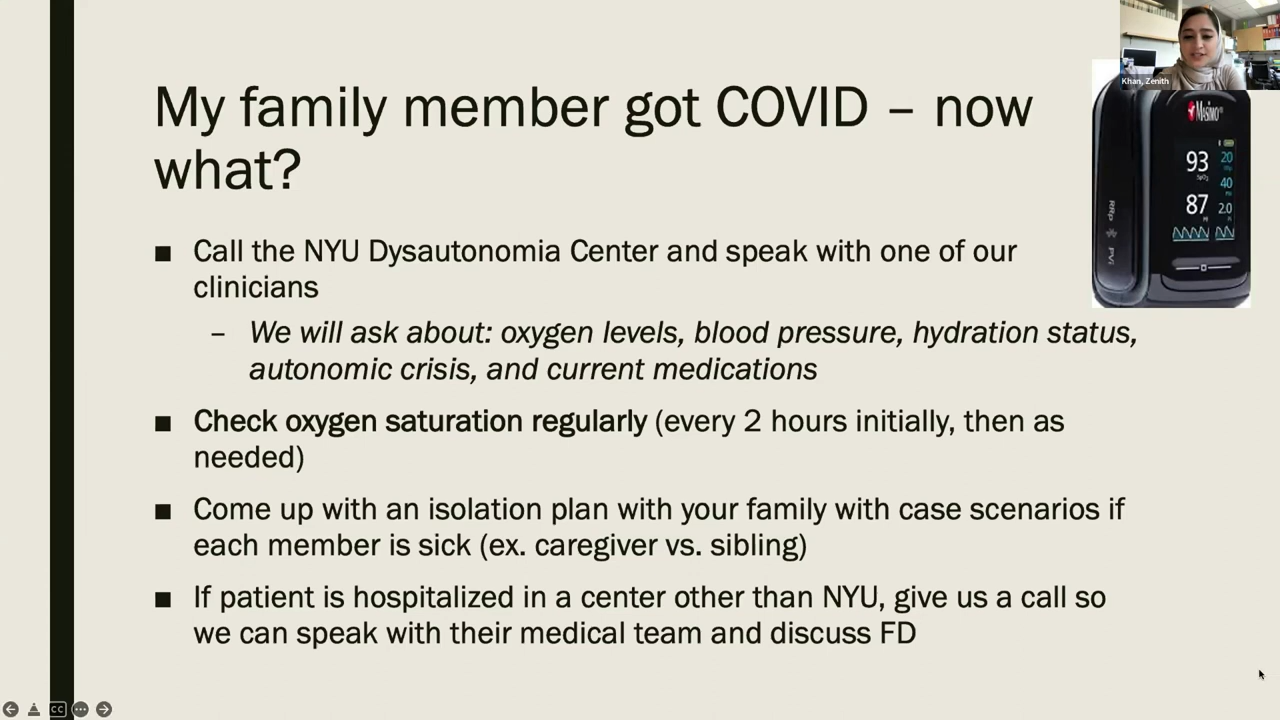 Khan, Zenith
My family member got COVID – now
what?
Masimo
93
SpO₂
20
40
87
2.0
RRp
PVi
■ Call the NYU Dysautonomia Center and speak with one of our
clinicians
– We will ask about: oxygen levels, blood pressure, hydration status,
autonomic crisis, and current medications
■ Check oxygen saturation regularly (every 2 hours initially, then as
needed)
■ Come up with an isolation plan with your family with case scenarios if
each member is sick (ex. caregiver vs. sibling)
■ If patient is hospitalized in a center other than NYU, give us a call so
we can speak with their medical team and discuss FD
CC